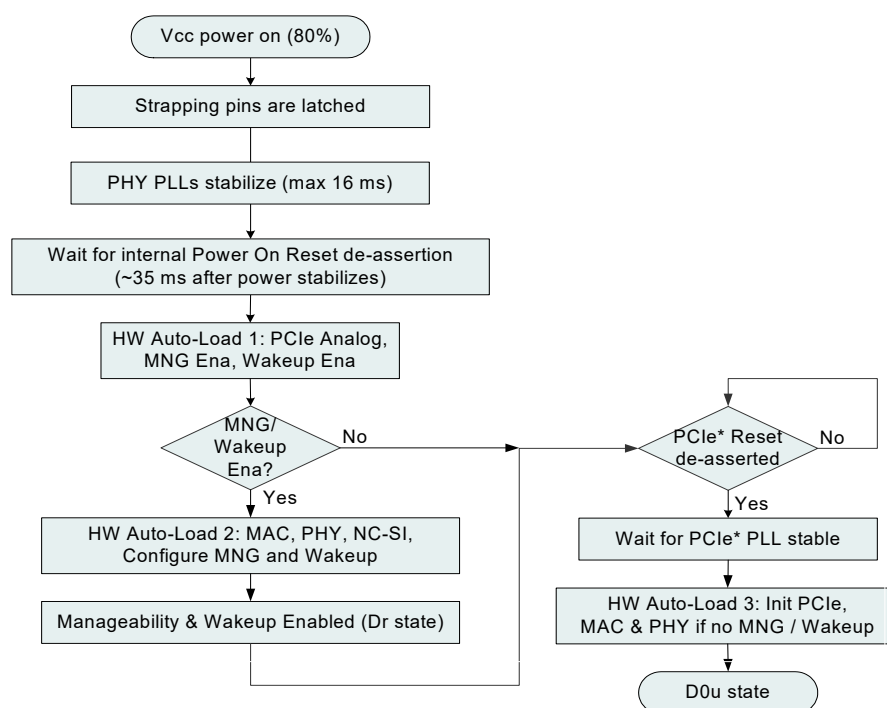 Vcc power on (80%)
Strapping pins are latched
PHY PLLs stabilize (max 16 ms)
Wait for internal Power On Reset de-assertion
(~35 ms after power stabilizes)
HW Auto-Load 1: PCIe Analog,
MNG Ena, Wakeup Ena
MNG/
Wakeup
Ena?
No
Yes
HW Auto-Load 2: MAC, PHY, NC-SI,
Configure MNG and Wakeup
Manageability & Wakeup Enabled (Dr state)
PCIe* Reset
de-asserted
No
Yes
Wait for PCIe* PLL stable
HW Auto-Load 3: Init PCIe,
MAC & PHY if no MNG / Wakeup
D0u state